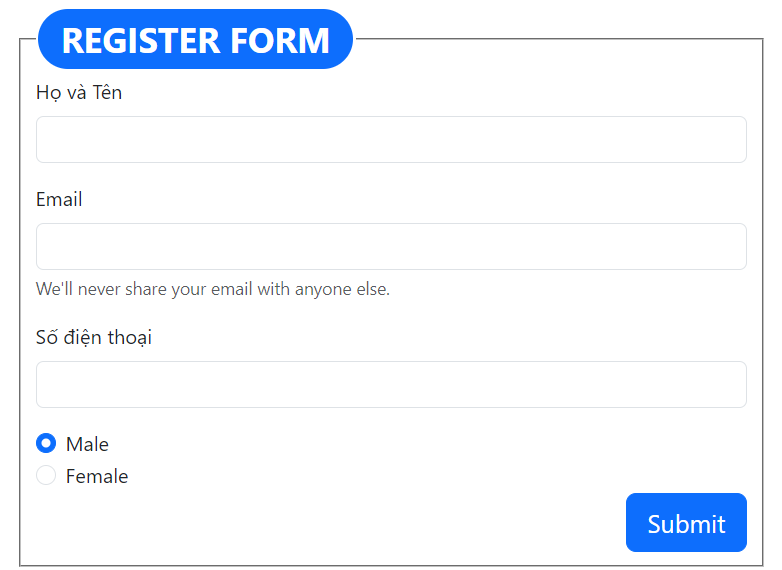 REGISTER FORM
Họ và Tên
Email
We'll never share your email with anyone else.
Số điện thoại
Male
Female
Submit